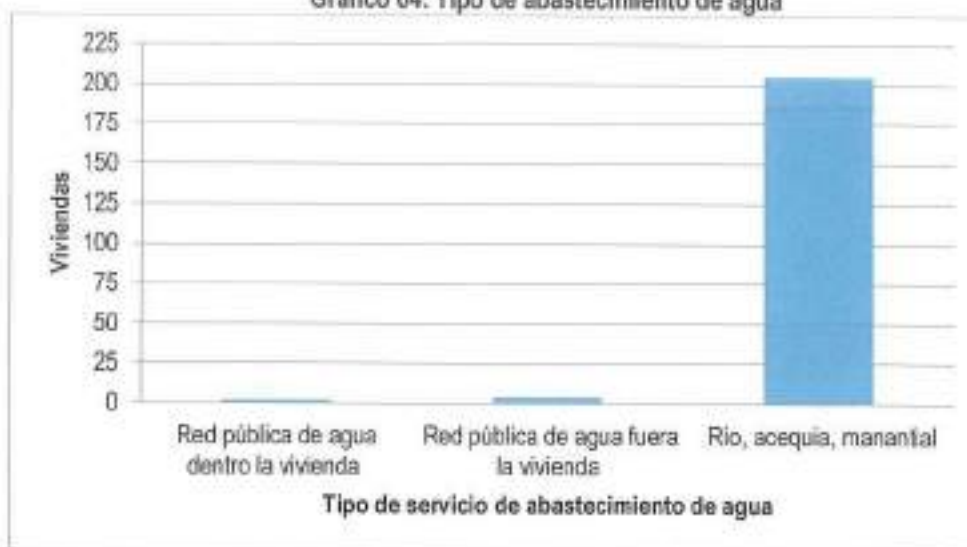 Gráfico 04: Tipo de abastecimiento de agua
225
200
175
150
125
100
75
50
25
0
Viviendas
Red pública de agua dentro la vivienda
Red pública de agua fuera la vivienda
Río, acequia, manantial
Tipo de servicio de abastecimiento de agua